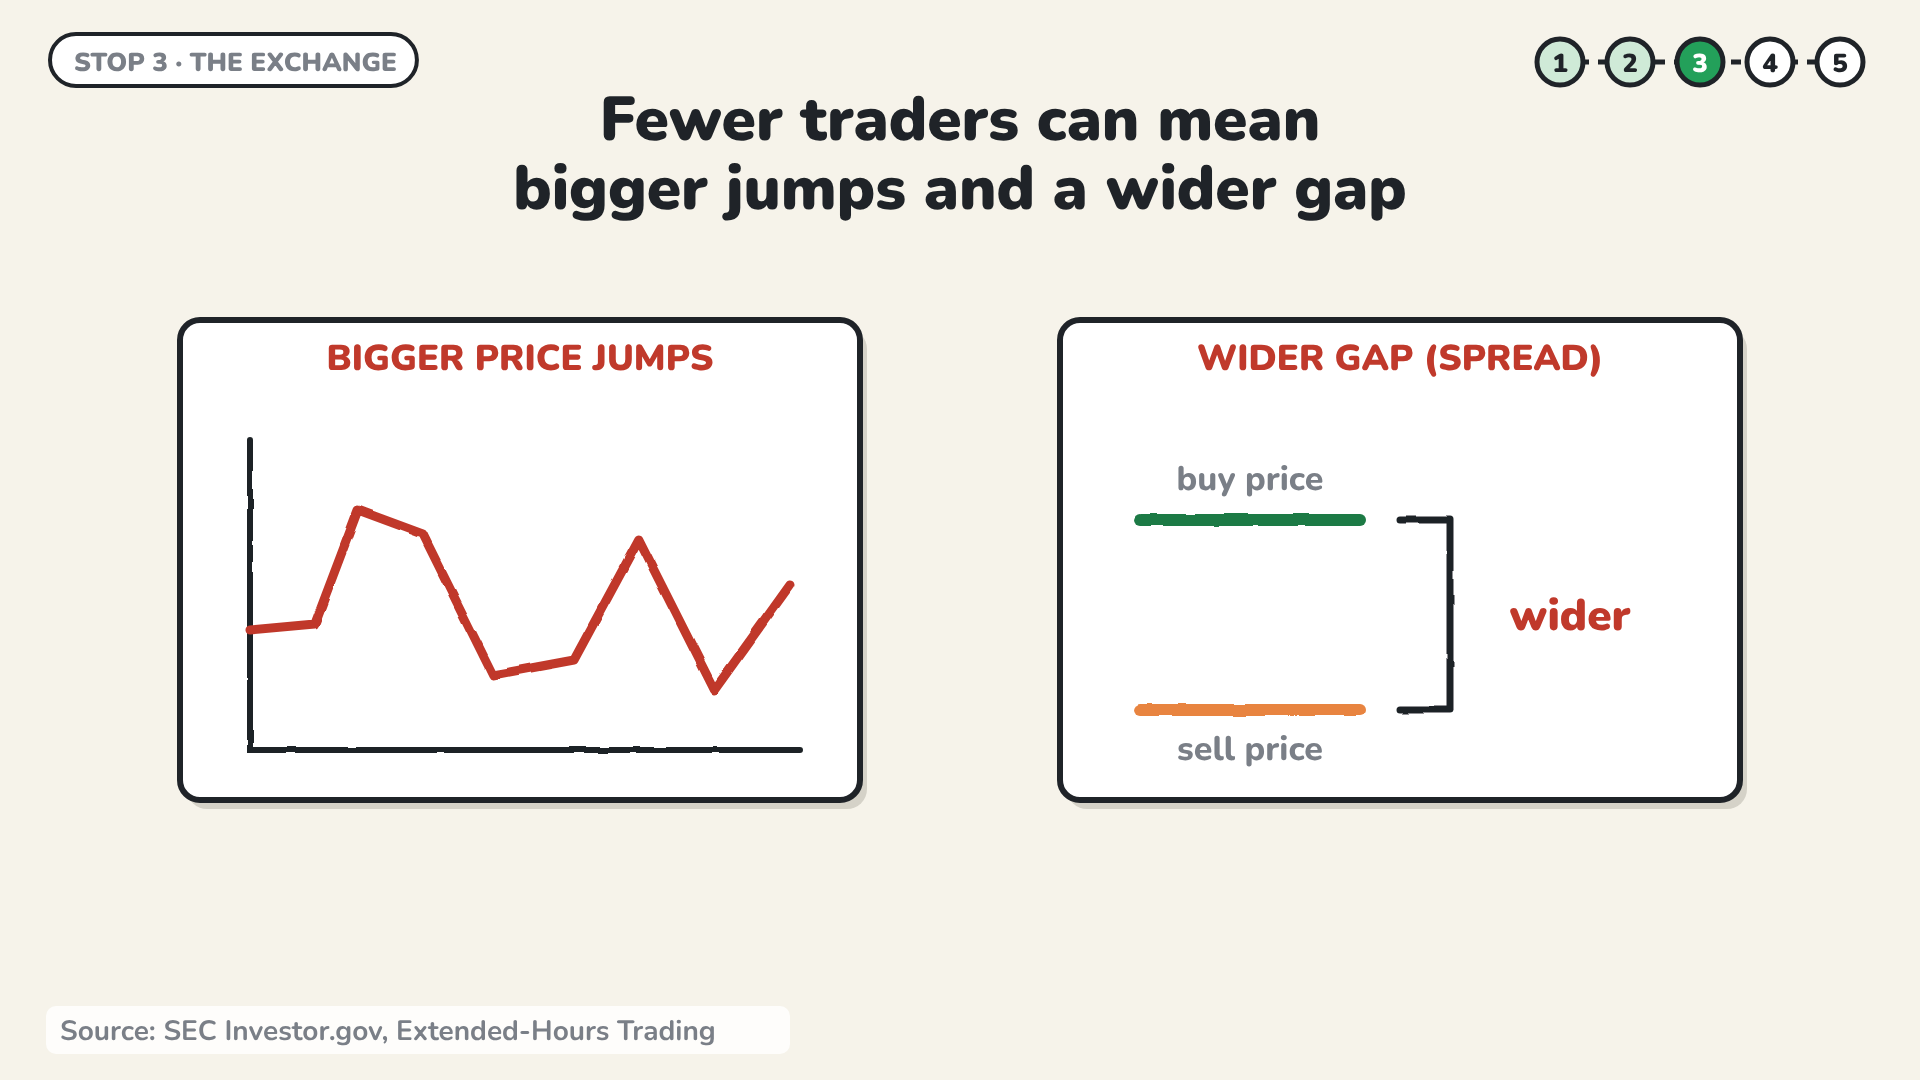 STOP 3 · THE EXCHANGE
1 2 3 4 5
Fewer traders can mean
bigger jumps and a wider gap
BIGGER PRICE JUMPS
WIDER GAP (SPREAD)
buy price
wider
sell price
Source: SEC Investor.gov, Extended-Hours Trading